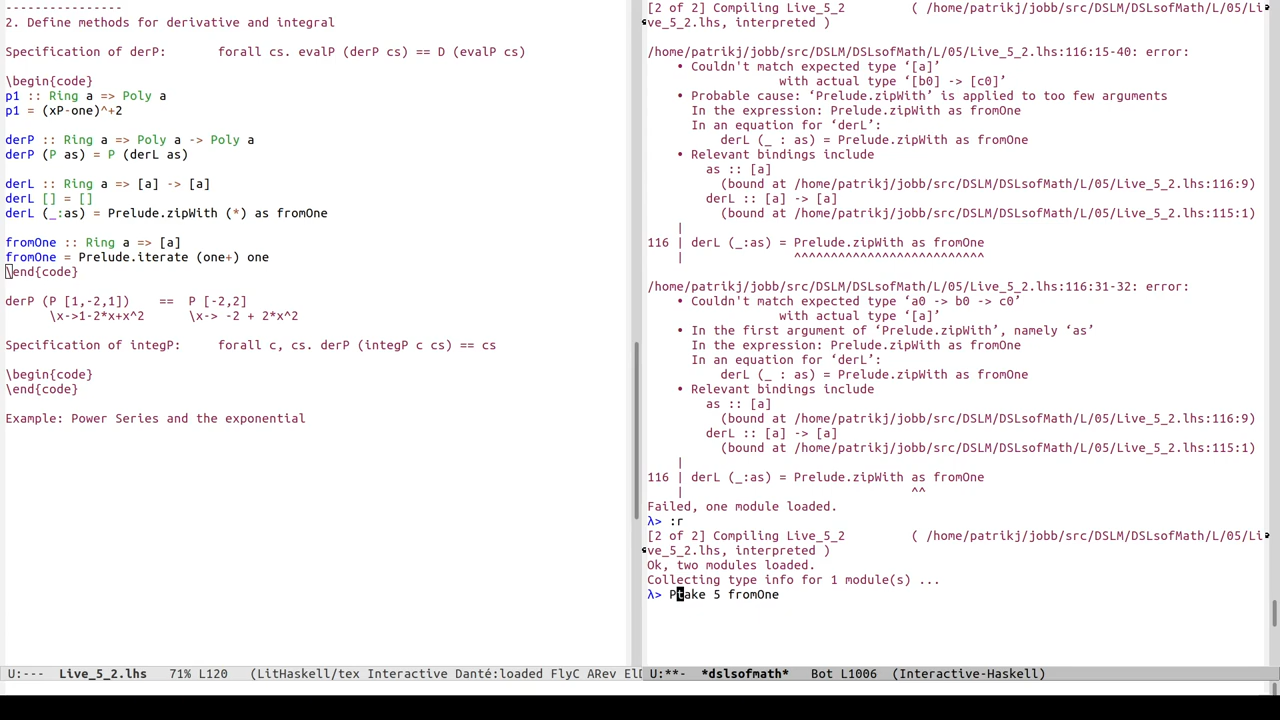 ---------------
2. Define methods for derivative and integral
Specification of derP:      forall cs. evalP (derP cs) == D (evalP cs)
\begin{code}
p1 :: Ring a => Poly a
p1 = (xP-one)^+2
derP :: Ring a => Poly a -> Poly a
derP (P as) = P (derL as)
derL :: Ring a => [a] -> [a]
derL [] = []
derL (_:as) = Prelude.zipWith (*) as fromOne
fromOne :: Ring a => [a]
fromOne = Prelude.iterate (one+) one
\end{code}
derP (P [1,-2,1])    ==  P [-2,2]
\x->1-2*x+x^2      \x-> -2 + 2*x^2
Specification of integP:     forall c, cs. derP (integP c cs) == cs
\begin{code}
\end{code}
Example: Power Series and the exponential
U:---  Live_5_2.lhs   71% L120   (LitHaskell/tex Interactive Danté:loaded FlyC ARev El
[2 of 2] Compiling Live_5_2         ( /home/patrikj/jobb/src/DSLM/DSLsofMath/L/05/Li
ve_5_2.lhs, interpreted )
/home/patrikj/jobb/src/DSLM/DSLsofMath/L/05/Live_5_2.lhs:116:15-40: error:
• Couldn't match expected type ‘[a]’
with actual type ‘[b0] -> [c0]’
• Probable cause: ‘Prelude.zipWith’ is applied to too few arguments
In the expression: Prelude.zipWith as fromOne
In an equation for ‘derL’:
derL (_ : as) = Prelude.zipWith as fromOne
• Relevant bindings include
as :: [a]
(bound at /home/patrikj/jobb/src/DSLM/DSLsofMath/L/05/Live_5_2.lhs:116:9)
derL :: [a] -> [a]
(bound at /home/patrikj/jobb/src/DSLM/DSLsofMath/L/05/Live_5_2.lhs:115:1)
|
116 | derL (_:as) = Prelude.zipWith as fromOne
|               ^^^^^^^^^^^^^^^^^^^^^^^^^^
/home/patrikj/jobb/src/DSLM/DSLsofMath/L/05/Live_5_2.lhs:116:31-32: error:
• Couldn't match expected type ‘a0 -> b0 -> c0’
with actual type ‘[a]’
• In the first argument of ‘Prelude.zipWith’, namely ‘as’
In the expression: Prelude.zipWith as fromOne
In an equation for ‘derL’:
derL (_ : as) = Prelude.zipWith as fromOne
• Relevant bindings include
as :: [a]
(bound at /home/patrikj/jobb/src/DSLM/DSLsofMath/L/05/Live_5_2.lhs:116:9)
derL :: [a] -> [a]
(bound at /home/patrikj/jobb/src/DSLM/DSLsofMath/L/05/Live_5_2.lhs:115:1)
|
116 | derL (_:as) = Prelude.zipWith as fromOne
|                               ^^
Failed, one module loaded.
λ> :r
[2 of 2] Compiling Live_5_2         ( /home/patrikj/jobb/src/DSLM/DSLsofMath/L/05/Li
ve_5_2.lhs, interpreted )
Ok, two modules loaded.
Collecting type info for 1 module(s) ...
λ> Ptake 5 fromOne
U:**-  *dslsofmath*   Bot L1006  (Interactive-Haskell)